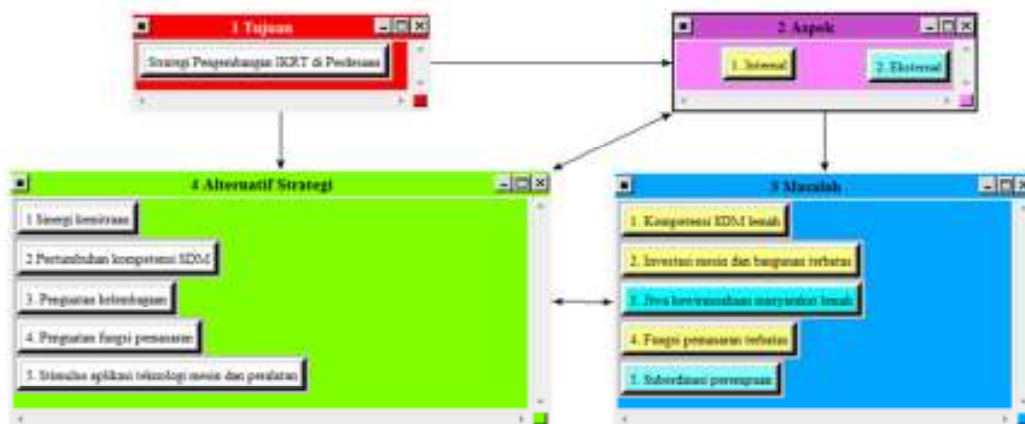 1 Tujuan
Strategi Pengembangan IKRT di Perdesaan
2 Aspek
1. Internal
2. Eksternal
4 Alternatif Strategi
1 Sinergi kemitraan
2 Pertumbuhan kompetensi SDM
3. Penguatan kelembagaan
4. Penguatan fungsi pemasaran
5. Stimulus aplikasi teknologi mesin dan peralatan
3 Masalah
1. Kompetensi SDM lemah
2. Investasi mesin dan bangunan terbatas
3. Jiwa kewirausahaan masyarakat lemah
4. Fungsi pemasaran terbatas
5. Subordinasi perempuan